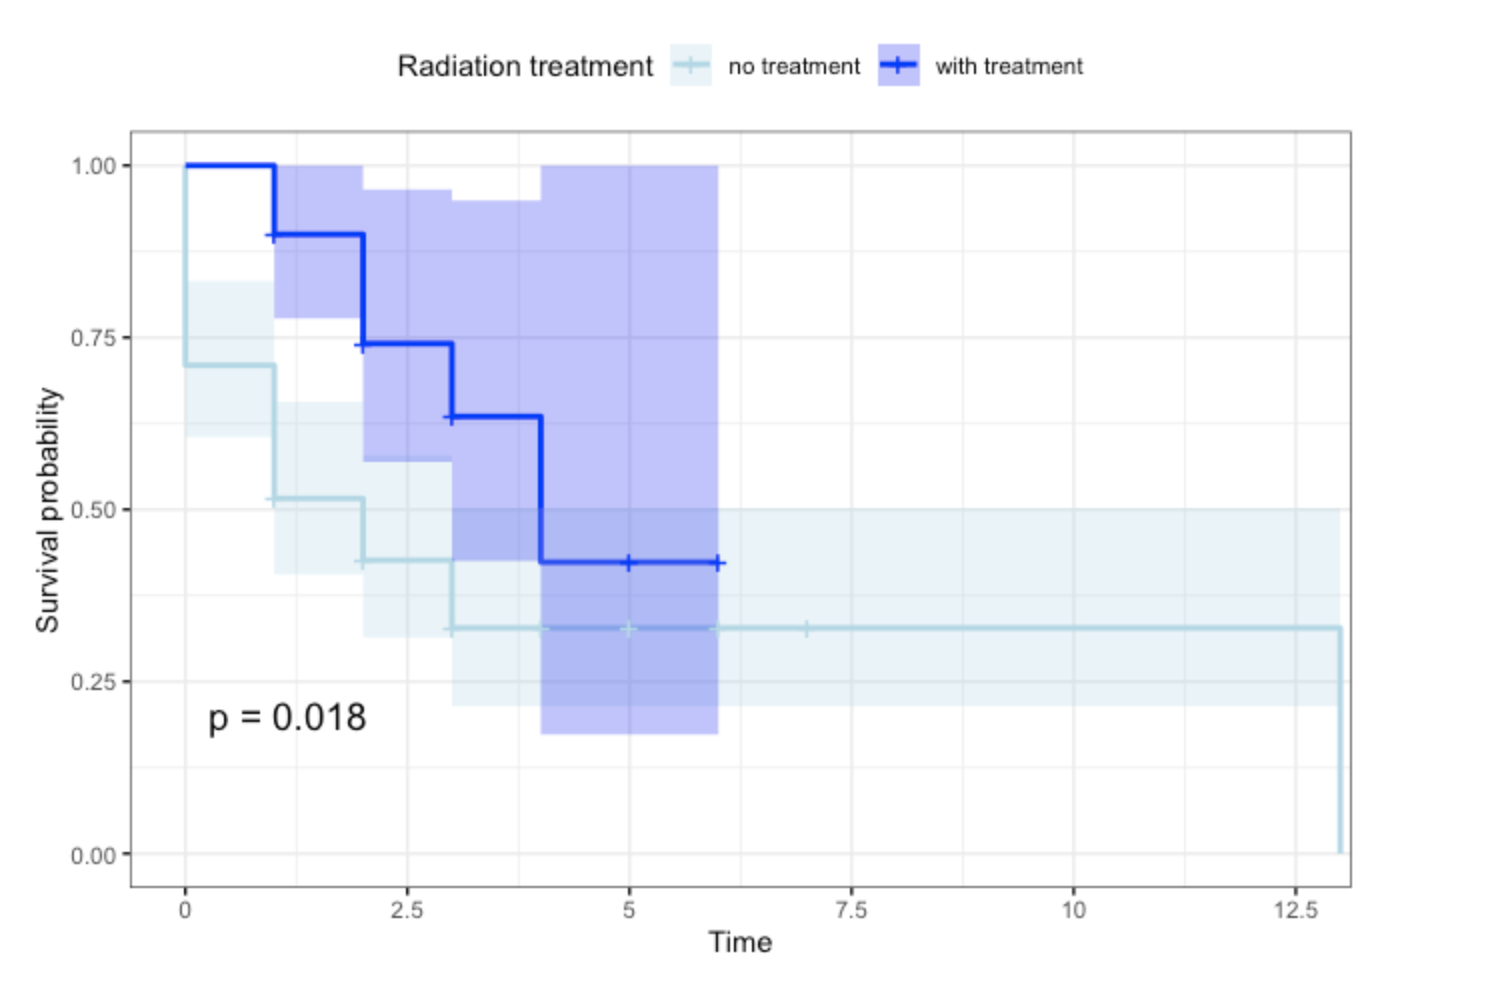 Radiation treatment no treatment with treatment
1.00
0.75
0.50
0.25
0.00
Survival probability
p = 0.018
0 2.5 5 7.5 10 12.5
Time